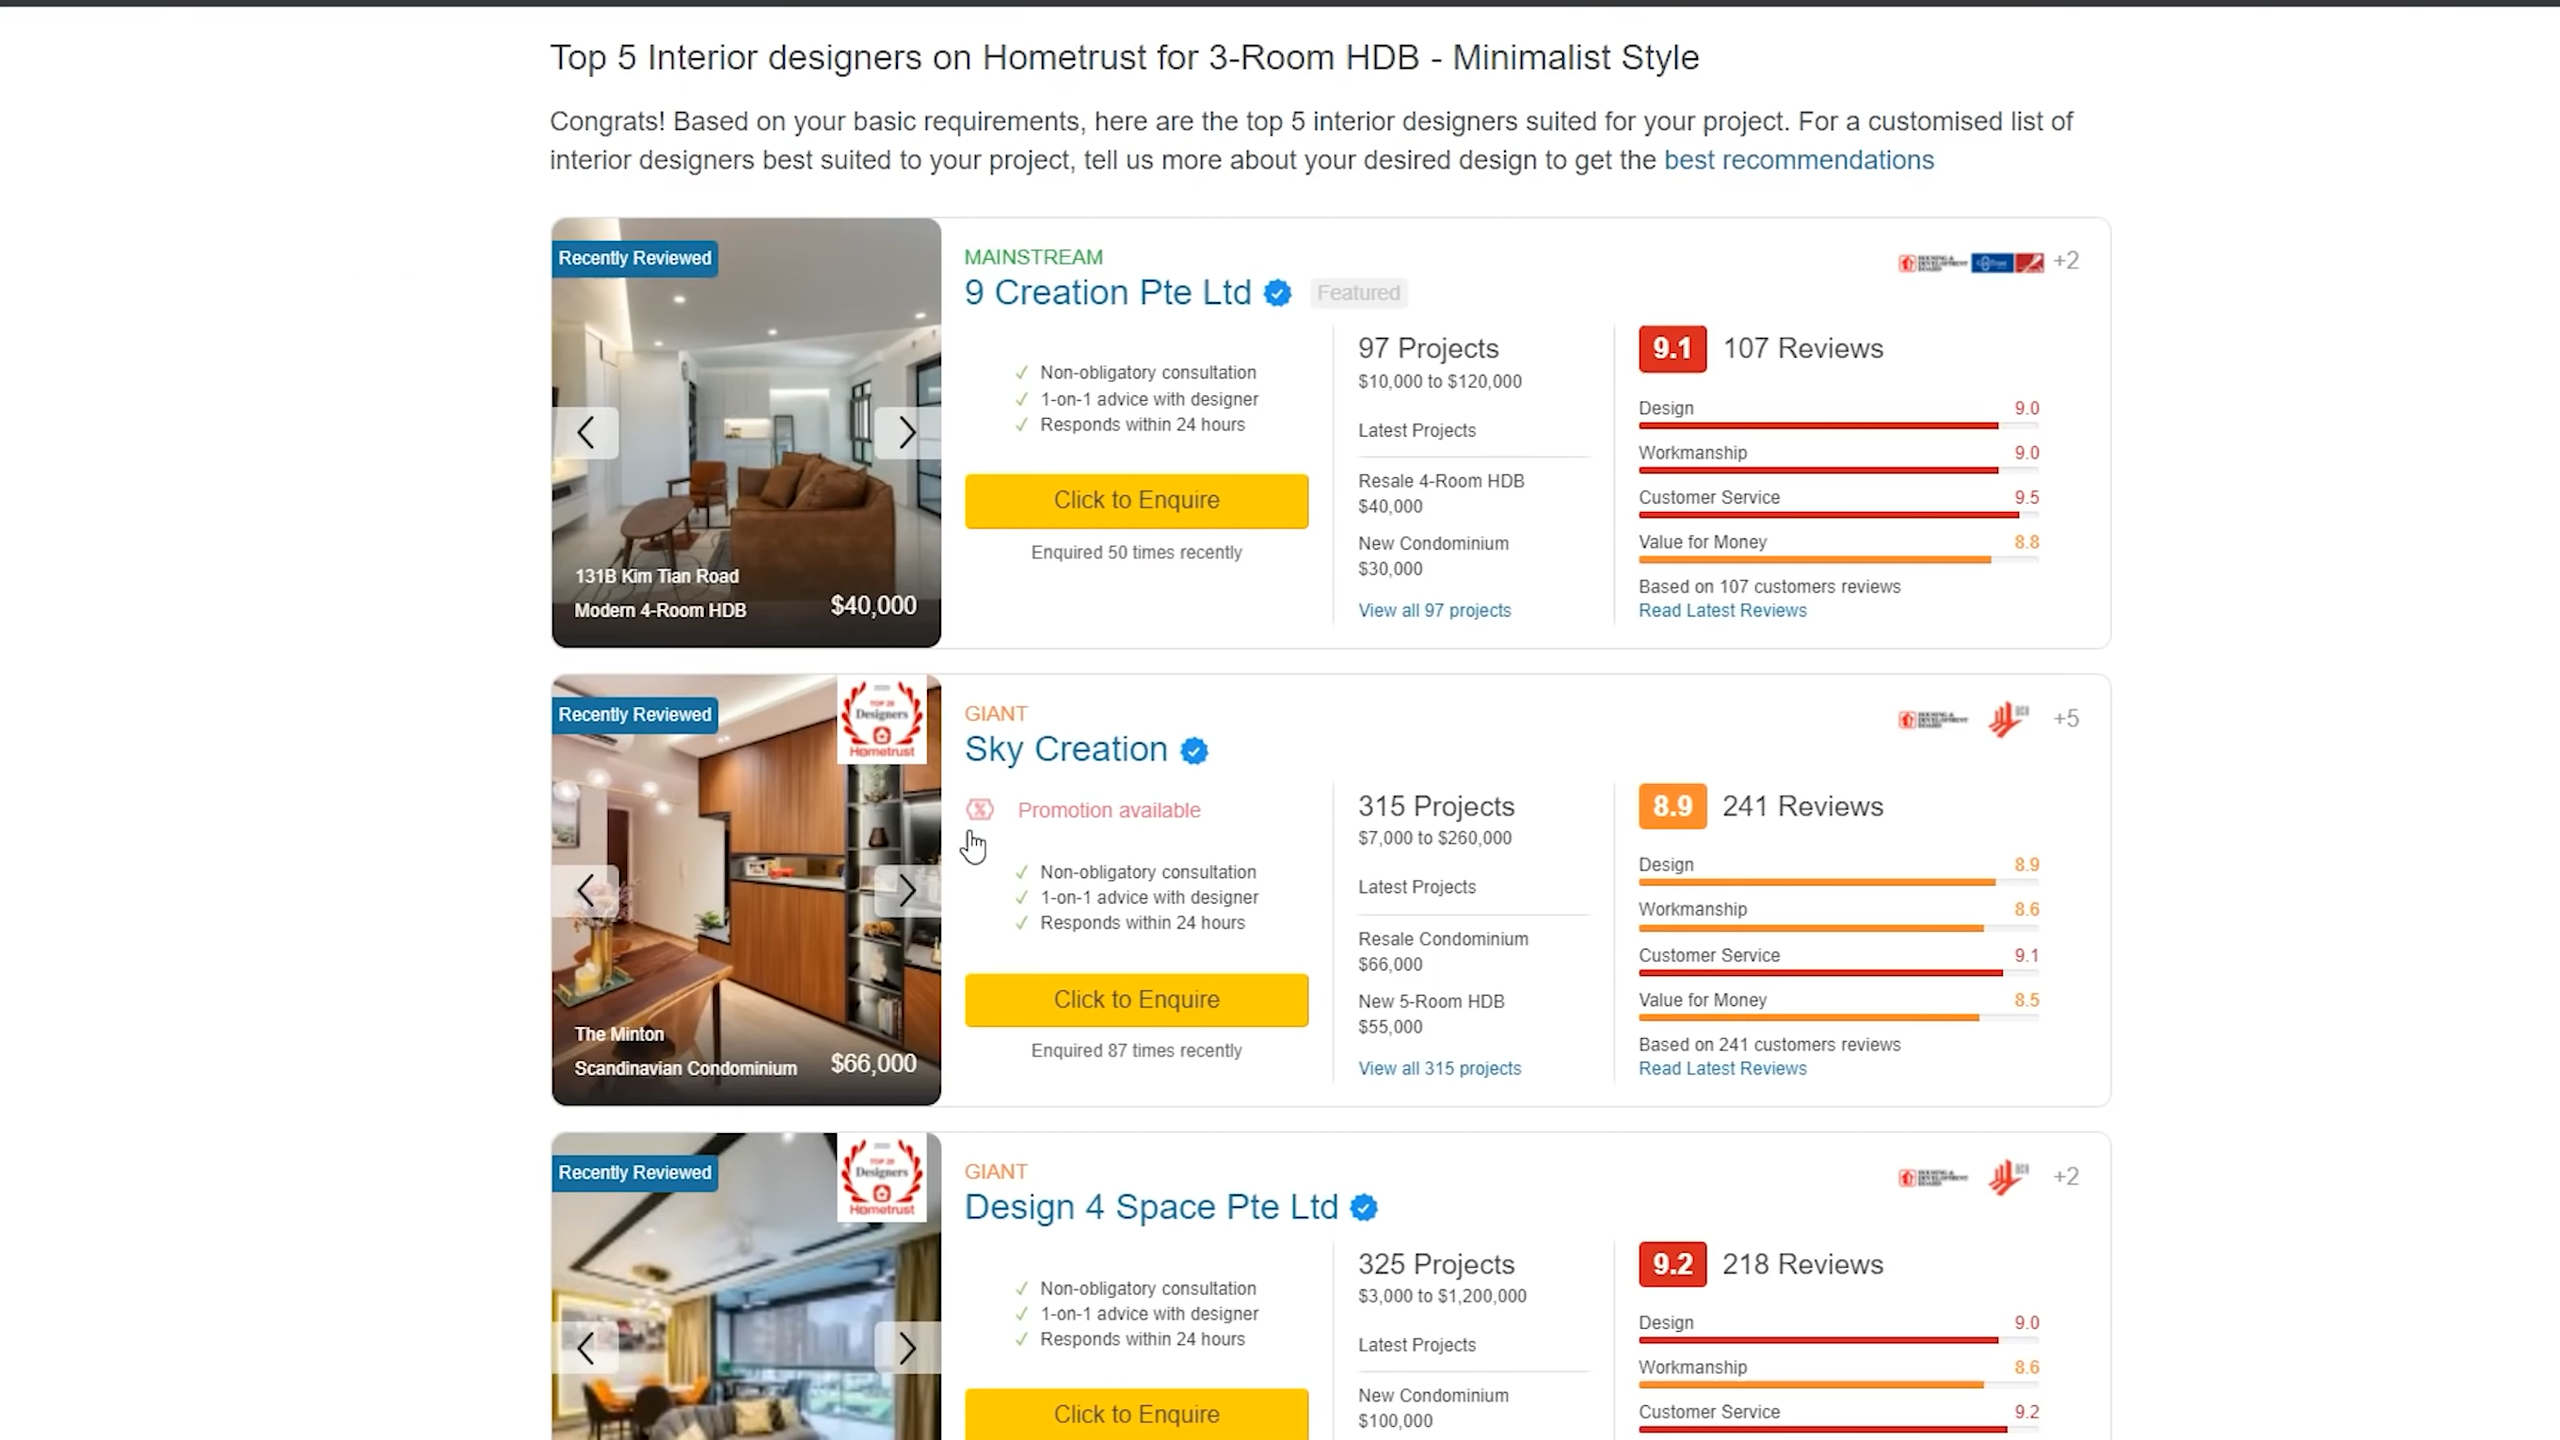 Top 5 Interior designers on Hometrust for 3-Room HDB - Minimalist Style
Congrats! Based on your basic requirements, here are the top 5 interior designers suited for your project. For a customised list of
interior designers best suited to your project, tell us more about your desired design to get the best recommendations
Recently Reviewed
131B Kim Tian Road
Modern 4-Room HDB
$40,000
MAINSTREAM
9 Creation Pte Ltd
Featured
Non-obligatory consultation
1-on-1 advice with designer
Responds within 24 hours
Click to Enquire
Enquired 50 times recently
97 Projects
$10,000 to $120,000
Latest Projects
Resale 4-Room HDB
$40,000
New Condominium
$30,000
View all 97 projects
+2
9.1 107 Reviews
Design 9.0
Workmanship 9.0
Customer Service 9.5
Value for Money 8.8
Based on 107 customers reviews
Read Latest Reviews
Recently Reviewed
TOP 20
Designers
Hometrust
The Minton
Scandinavian Condominium
$66,000
GIANT
Sky Creation
Promotion available
Non-obligatory consultation
1-on-1 advice with designer
Responds within 24 hours
Click to Enquire
Enquired 87 times recently
315 Projects
$7,000 to $260,000
Latest Projects
Resale Condominium
$66,000
New 5-Room HDB
$55,000
View all 315 projects
+5
8.9 241 Reviews
Design 8.9
Workmanship 8.6
Customer Service 9.1
Value for Money 8.5
Based on 241 customers reviews
Read Latest Reviews
Recently Reviewed
TOP 20
Designers
Hometrust
GIANT
Design 4 Space Pte Ltd
Non-obligatory consultation
1-on-1 advice with designer
Responds within 24 hours
Click to Enquire
325 Projects
$3,000 to $1,200,000
Latest Projects
New Condominium
$100,000
+2
9.2 218 Reviews
Design 9.0
Workmanship 8.6
Customer Service 9.2